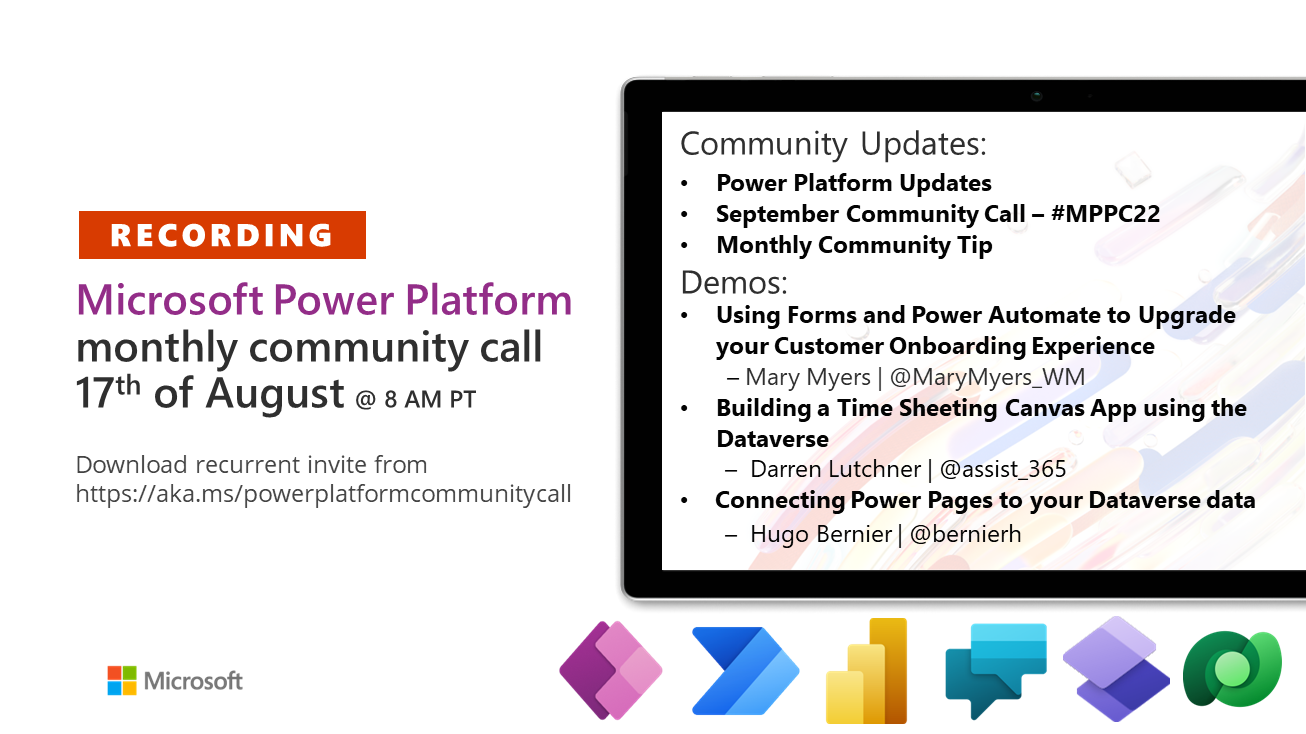 RECORDING
Microsoft Power Platform
monthly community call
17th of August @ 8 AM PT
Download recurrent invite from
https://aka.ms/powerplatformcommunitycall
Microsoft
Community Updates:
• Power Platform Updates
• September Community Call – #MPPC22
• Monthly Community Tip
Demos:
• Using Forms and Power Automate to Upgrade
your Customer Onboarding Experience
– Mary Myers | @MaryMyers_WM
• Building a Time Sheeting Canvas App using the
Dataverse
– Darren Lutchner | @assist_365
• Connecting Power Pages to your Dataverse data
– Hugo Bernier | @bernierh